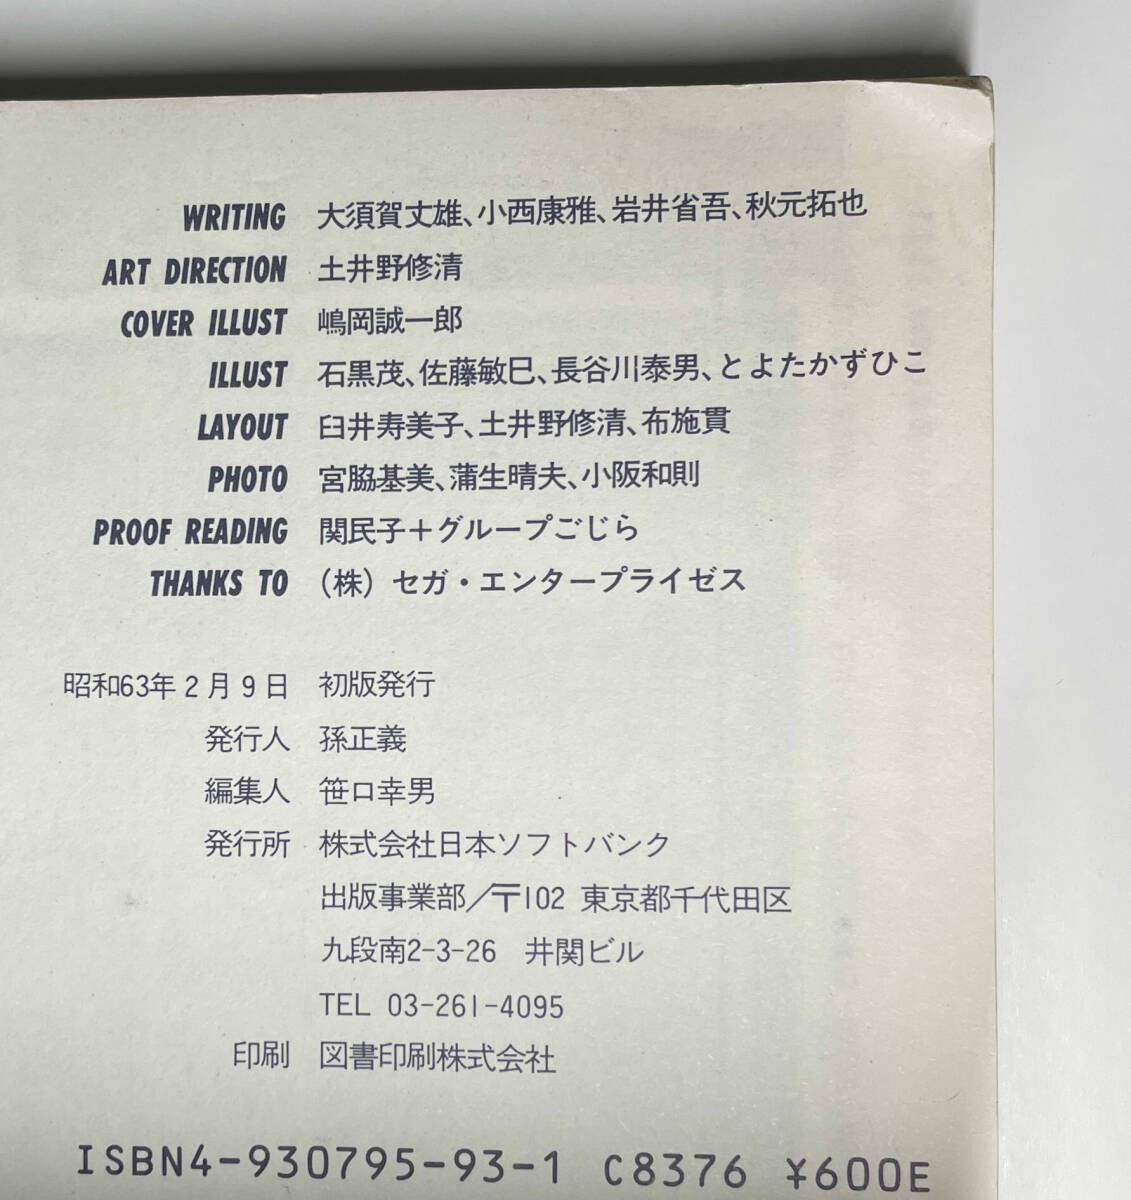 WRITING 大須賀丈雄、小西康雅、岩井省吾、秋元拓也
ART DIRECTION 土井野修清
COVER ILLUST 嶋岡誠一郎
ILLUST 石黒茂、佐藤敏巳、長谷川泰男、とよたかずひこ
LAYOUT 臼井寿美子、土井野修清、布施貫
PHOTO 宮脇基美、蒲生晴夫、小阪和則
PROOF READING 関民子＋グループごじら
THANKS TO （株）セガ・エンタープライゼス
昭和63年2月9日 初版発行
発行人 孫正義
編集人 笹口幸男
発行所 株式会社日本ソフトバンク
出版事業部／〒102 東京都千代田区
九段南2-3-26 井関ビル
TEL 03-261-4095
印刷 図書印刷株式会社
ISBN4-930795-93-1 C8376 ¥600E